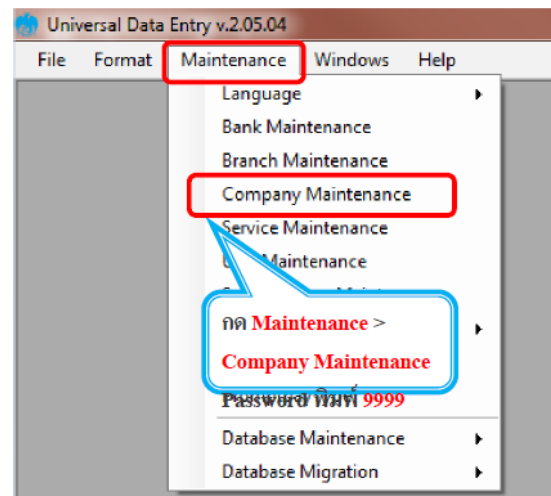 Universal Data Entry v.2.05.04
File Format Maintenance Windows Help
Language
Bank Maintenance
Branch Maintenance
Company Maintenance
Service Maintenance
Maintenance
กด Maintenance >
Company Maintenance
Password พิมพ์ 9999
Database Maintenance
Database Migration